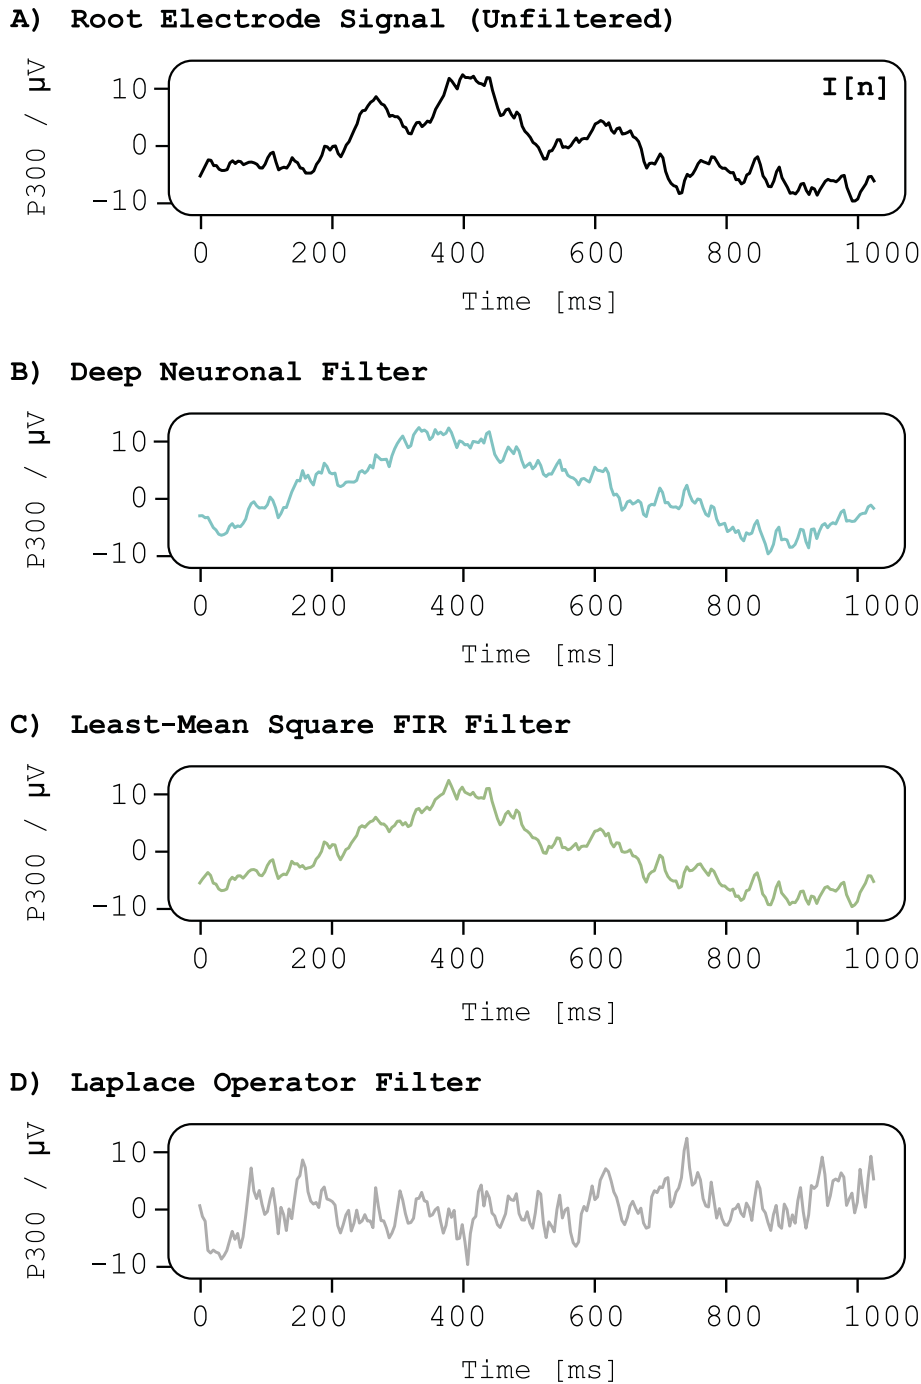 A) Root Electrode Signal (Unfiltered)
P300 / µV
10
0
-10
I[n]
0 200 400 600 800 1000
Time [ms]
B) Deep Neuronal Filter
P300 / µV
10
0
-10
0 200 400 600 800 1000
Time [ms]
C) Least-Mean Square FIR Filter
P300 / µV
10
0
-10
0 200 400 600 800 1000
Time [ms]
D) Laplace Operator Filter
P300 / µV
10
0
-10
0 200 400 600 800 1000
Time [ms]